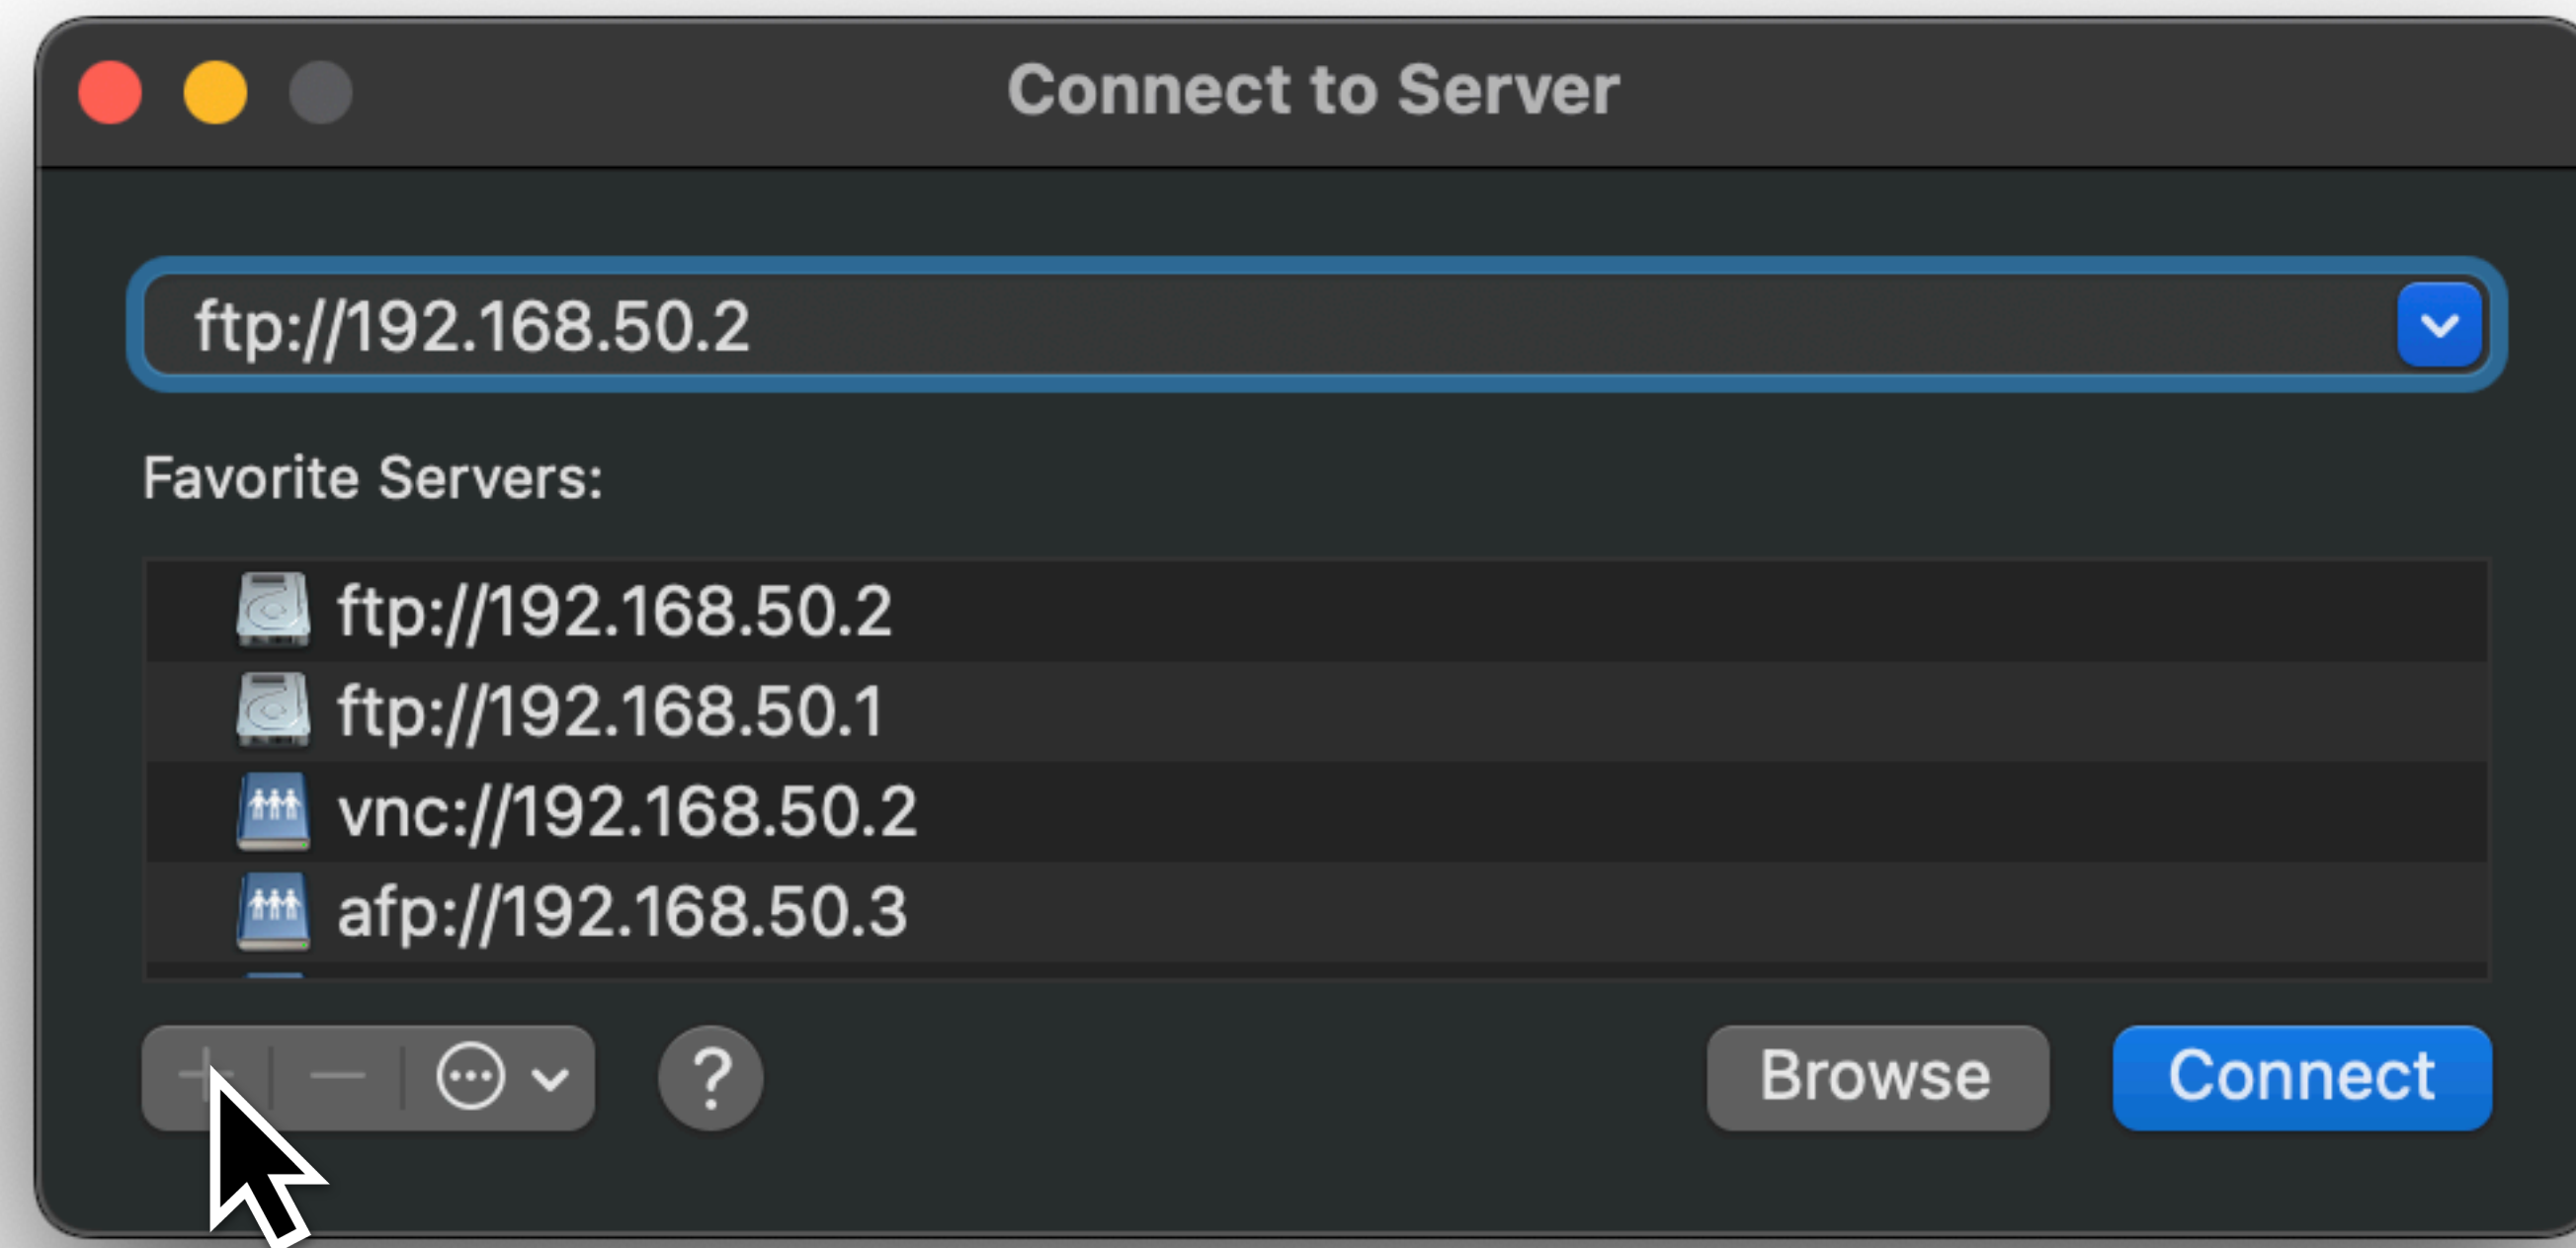 Connect to Server
ftp://192.168.50.2
Favorite Servers:
ftp://192.168.50.2
ftp://192.168.50.1
vnc://192.168.50.2
afp://192.168.50.3
?
Browse
Connect